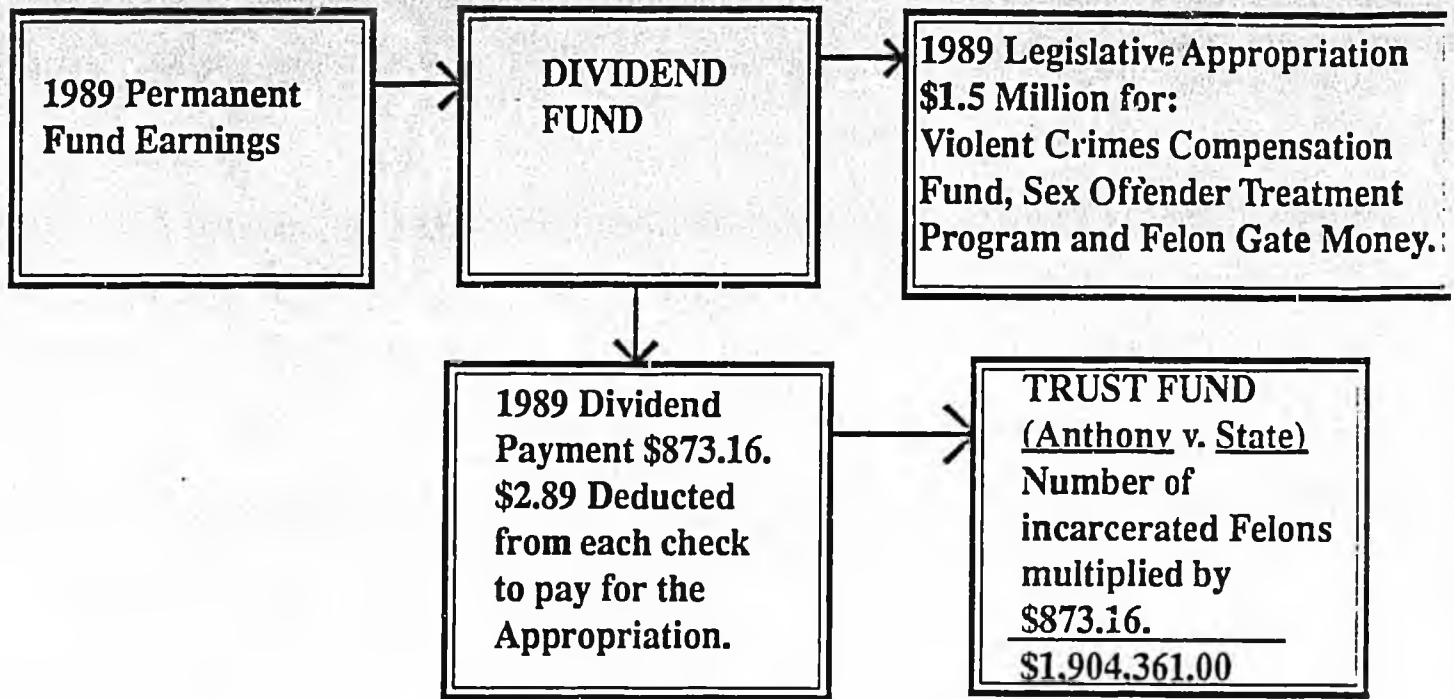 1989 Permanent
Fund Earnings
DIVIDEND
FUND
1989 Legislative Appropriation
$1.5 Million for:
Violent Crimes Compensation
Fund, Sex Offender Treatment
Program and Felon Gate Money.
1989 Dividend
Payment $873.16.
$2.89 Deducted
from each check
to pay for the
Appropriation.
TRUST FUND
(Anthony v. State)
Number of
incarcerated Felons
multiplied by
$873.16.
$1,904,361.00